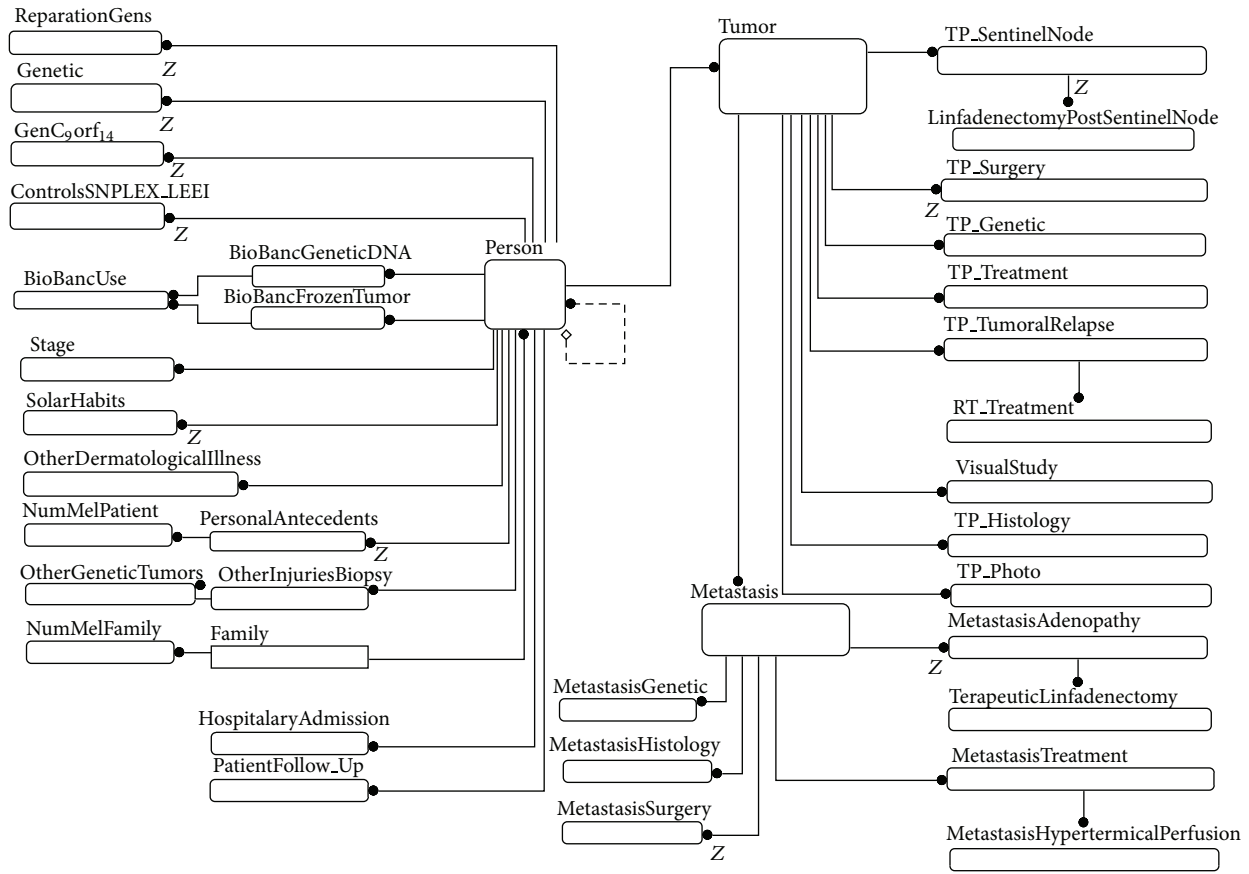 ReparationGens
Z
Genetic
Z
GenC9orf14
Z
ControlsSNPLEX_LEEI
Z
Person
BioBancGeneticDNA
BioBancUse
BioBancFrozenTumor
Stage
SolarHabits
Z
OtherDermatologicalIllness
NumMelPatient
PersonalAntecedents
Z
OtherGeneticTumors
OtherInjuriesBiopsy
NumMelFamily
Family
HospitalaryAdmission
PatientFollow_Up
Tumor
TP_SentinelNode
Z
LinfadenectomyPostSentinelNode
TP_Surgery
Z
TP_Genetic
TP_Treatment
TP_TumoralRelapse
RT_Treatment
VisualStudy
TP_Histology
TP_Photo
Metastasis
MetastasisAdenopathy
Z
TerapeuticLinfadenectomy
MetastasisGenetic
MetastasisHistology
MetastasisSurgery
Z
MetastasisTreatment
MetastasisHypertermicalPerfusion